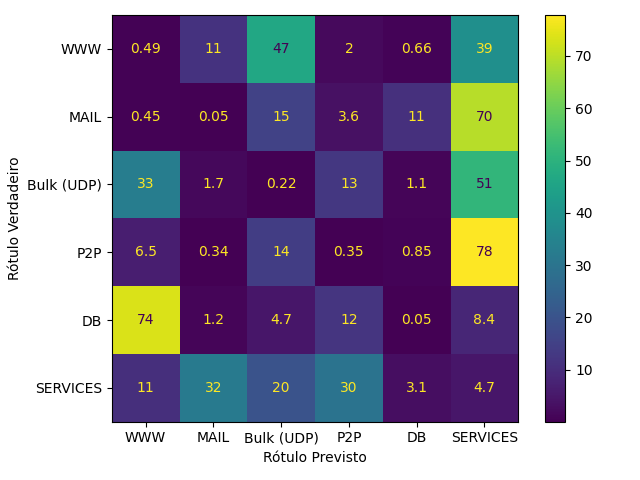 WWW 0.49 11 47 2 0.66 39
MAIL 0.45 0.05 15 3.6 11 70
Bulk (UDP) 33 1.7 0.22 13 1.1 51
P2P 6.5 0.34 14 0.35 0.85 78
DB 74 1.2 4.7 12 0.05 8.4
SERVICES 11 32 20 30 3.1 4.7
WWW MAIL Bulk (UDP) P2P DB SERVICES
Rótulo Previsto
Rótulo Verdadeiro
70
60
50
40
30
20
10